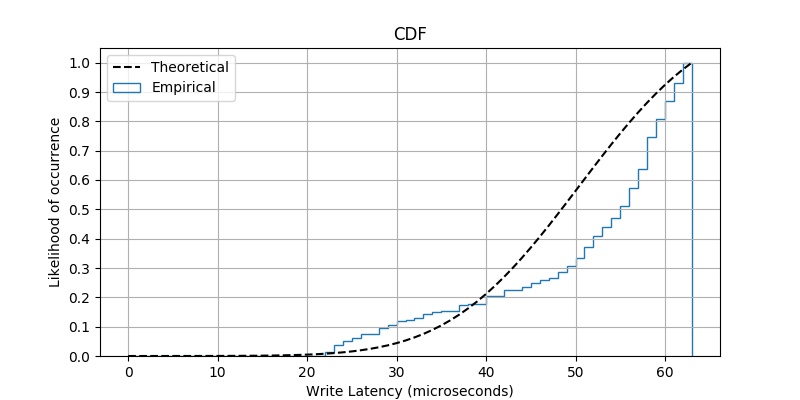 CDF
Theoretical
Empirical
Likelihood of occurrence
1.0
0.9
0.8
0.7
0.6
0.5
0.4
0.3
0.2
0.1
0.0
0 10 20 30 40 50 60
Write Latency (microseconds)